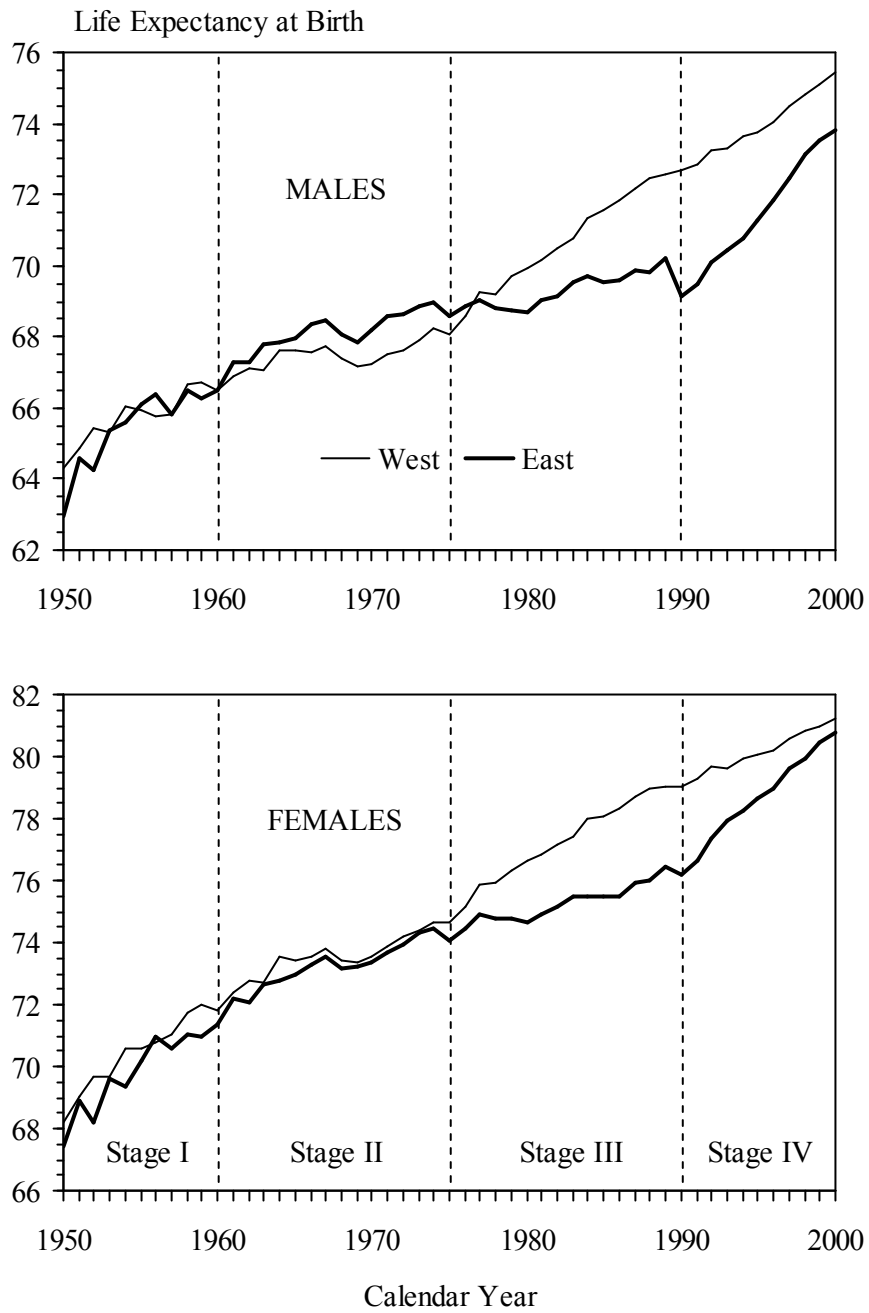 Life Expectancy at Birth
76
74
72
70
68
66
64
62
MALES
West East
1950 1960 1970 1980 1990 2000
82
80
78
76
74
72
70
68
66
FEMALES
Stage I Stage II Stage III Stage IV
1950 1960 1970 1980 1990 2000
Calendar Year